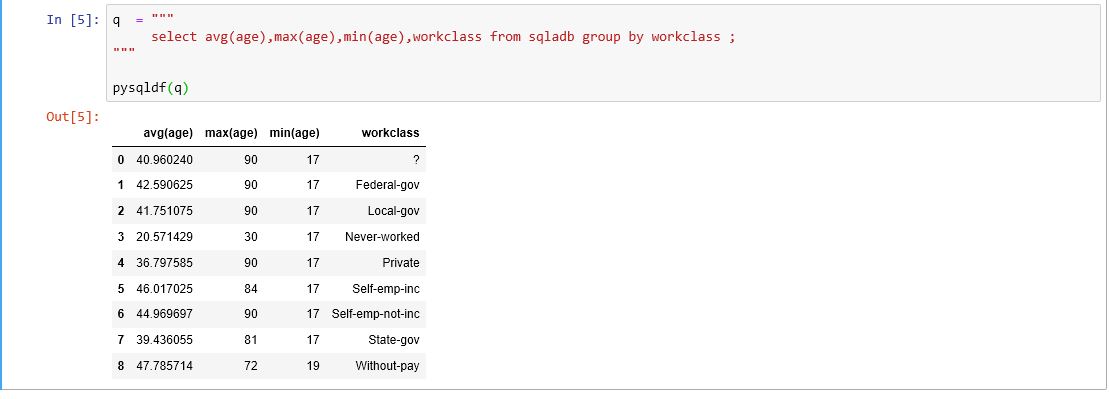 In [5]: q = """
select avg(age),max(age),min(age),workclass from sqladb group by workclass ;
"""
pysqldf(q)
Out[5]:
avg(age) max(age) min(age) workclass
0 40.960240 90 17 ?
1 42.590625 90 17 Federal-gov
2 41.751075 90 17 Local-gov
3 20.571429 30 17 Never-worked
4 36.797585 90 17 Private
5 46.017025 84 17 Self-emp-inc
6 44.969697 90 17 Self-emp-not-inc
7 39.436055 81 17 State-gov
8 47.785714 72 19 Without-pay